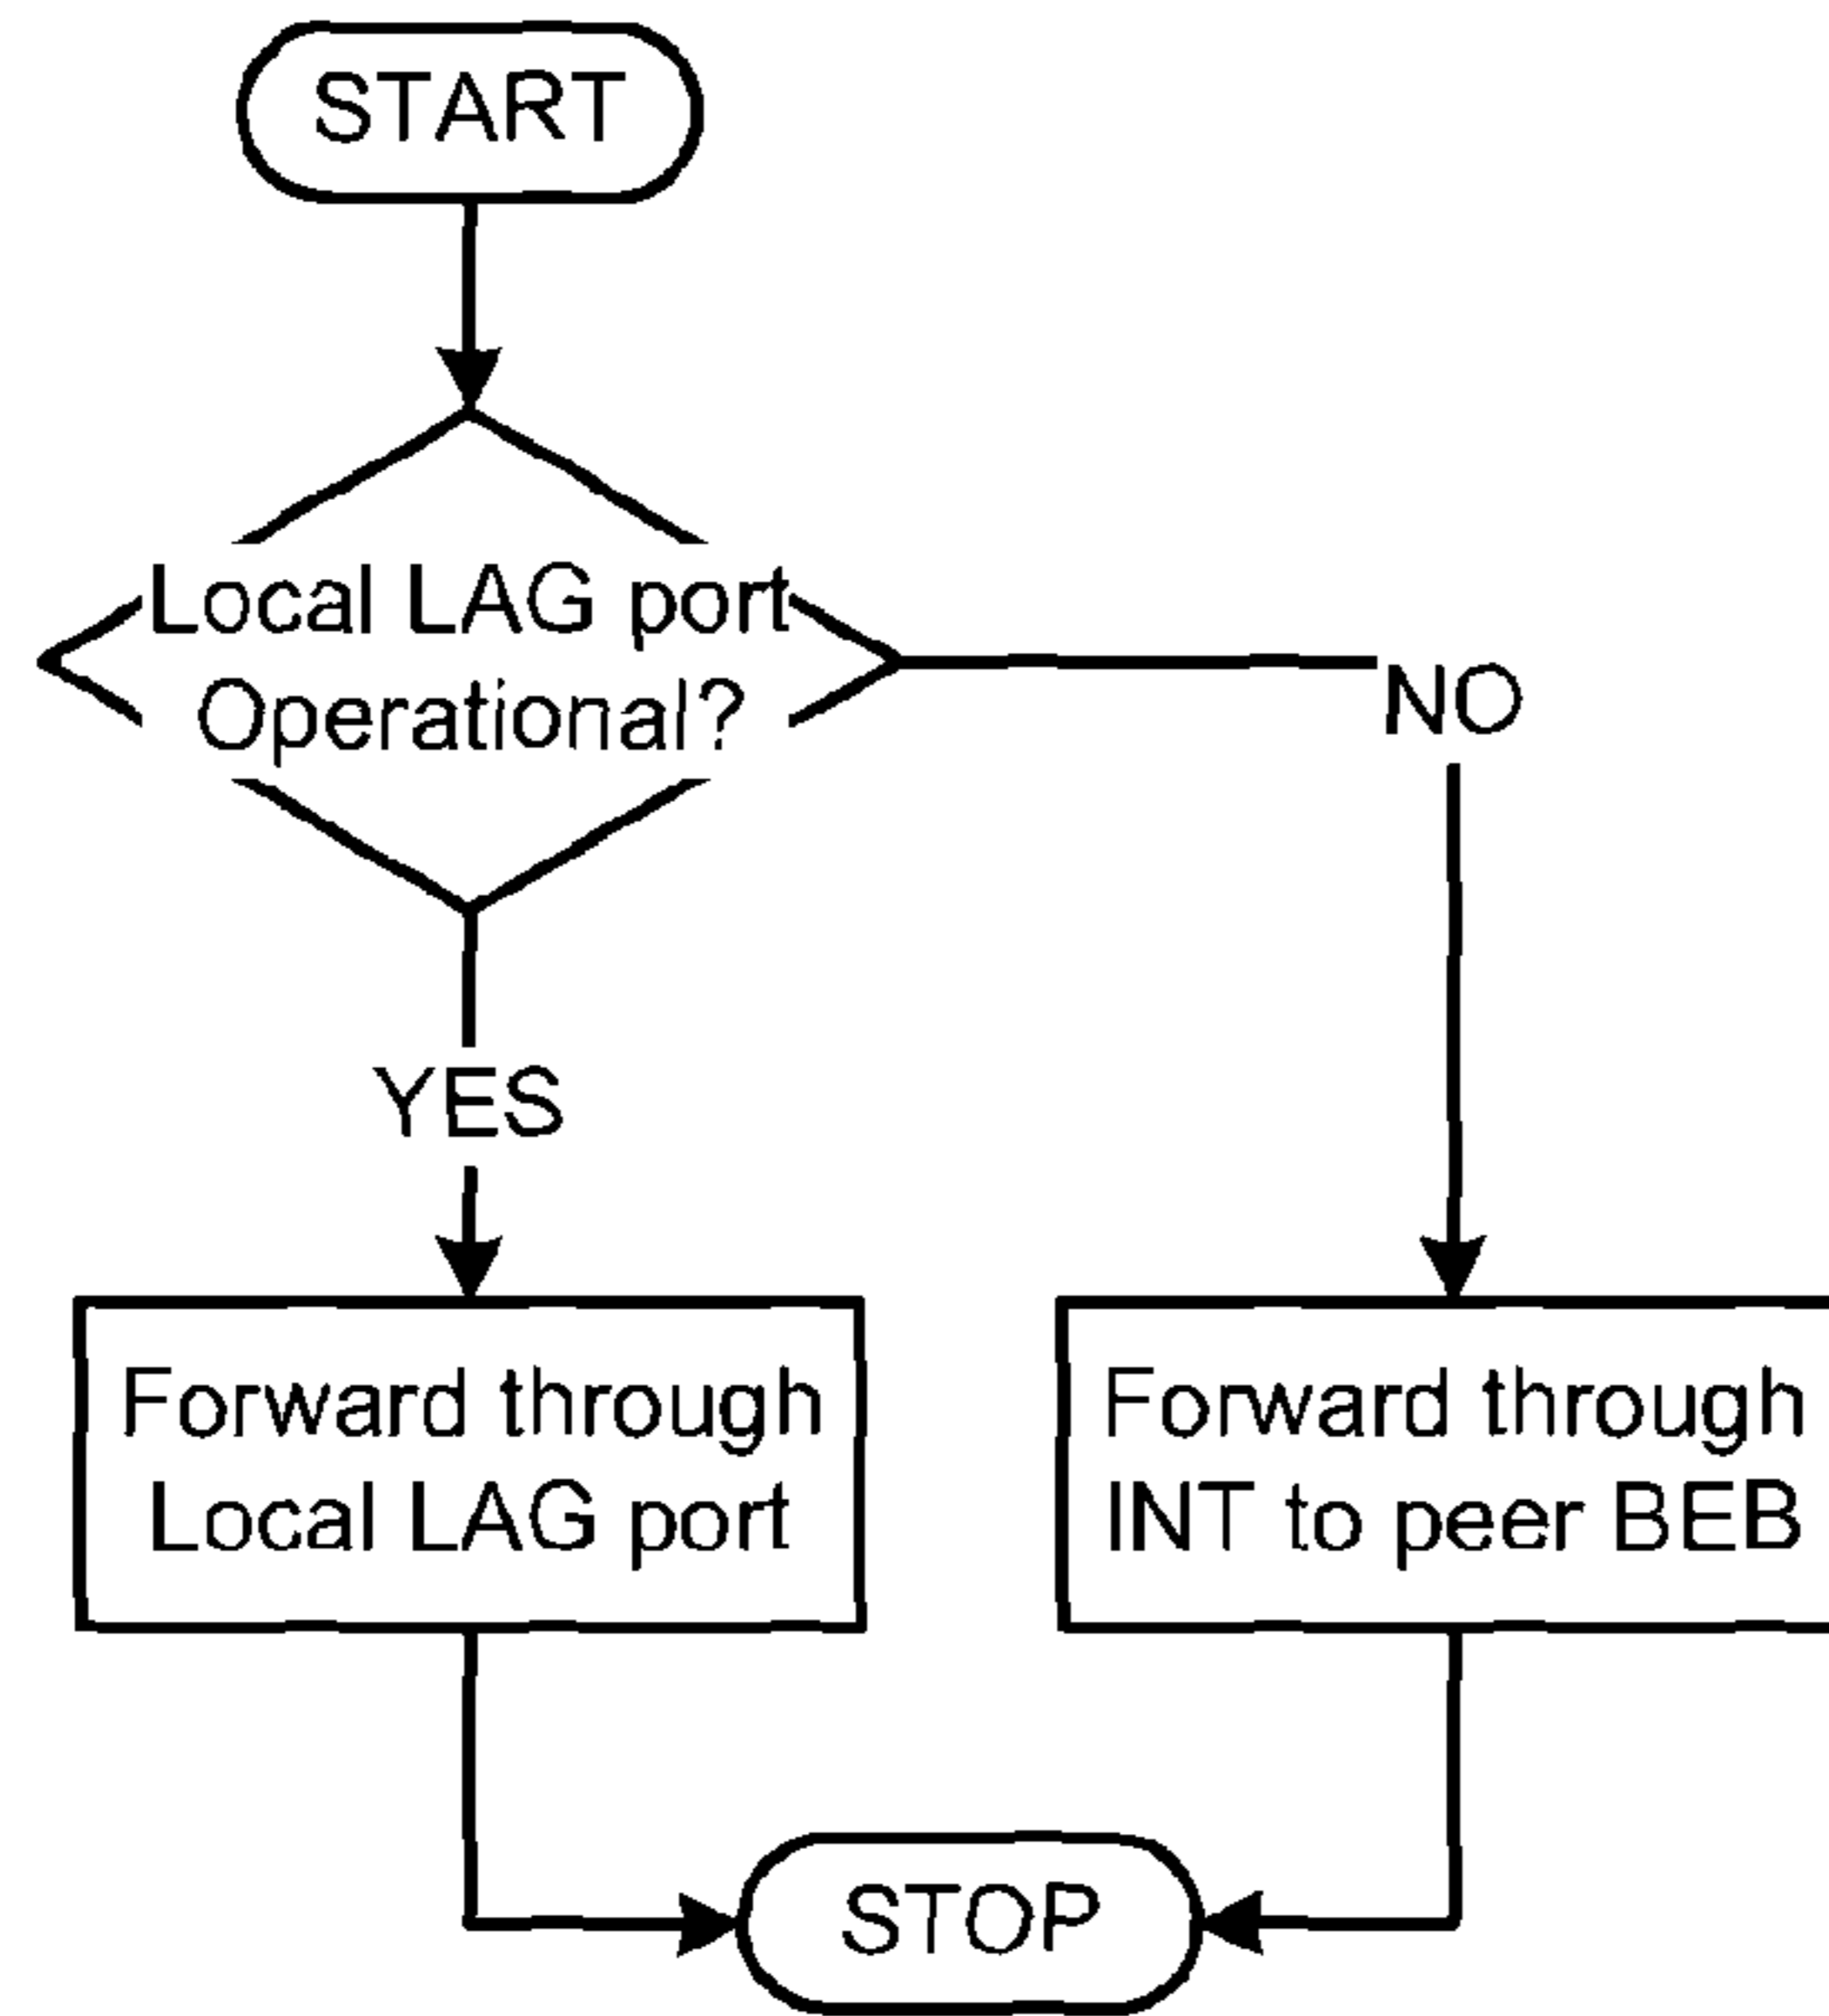 START
Local LAG port
Operational?
NO
YES
Forward through
Local LAG port
Forward through
INT to peer BEB
STOP